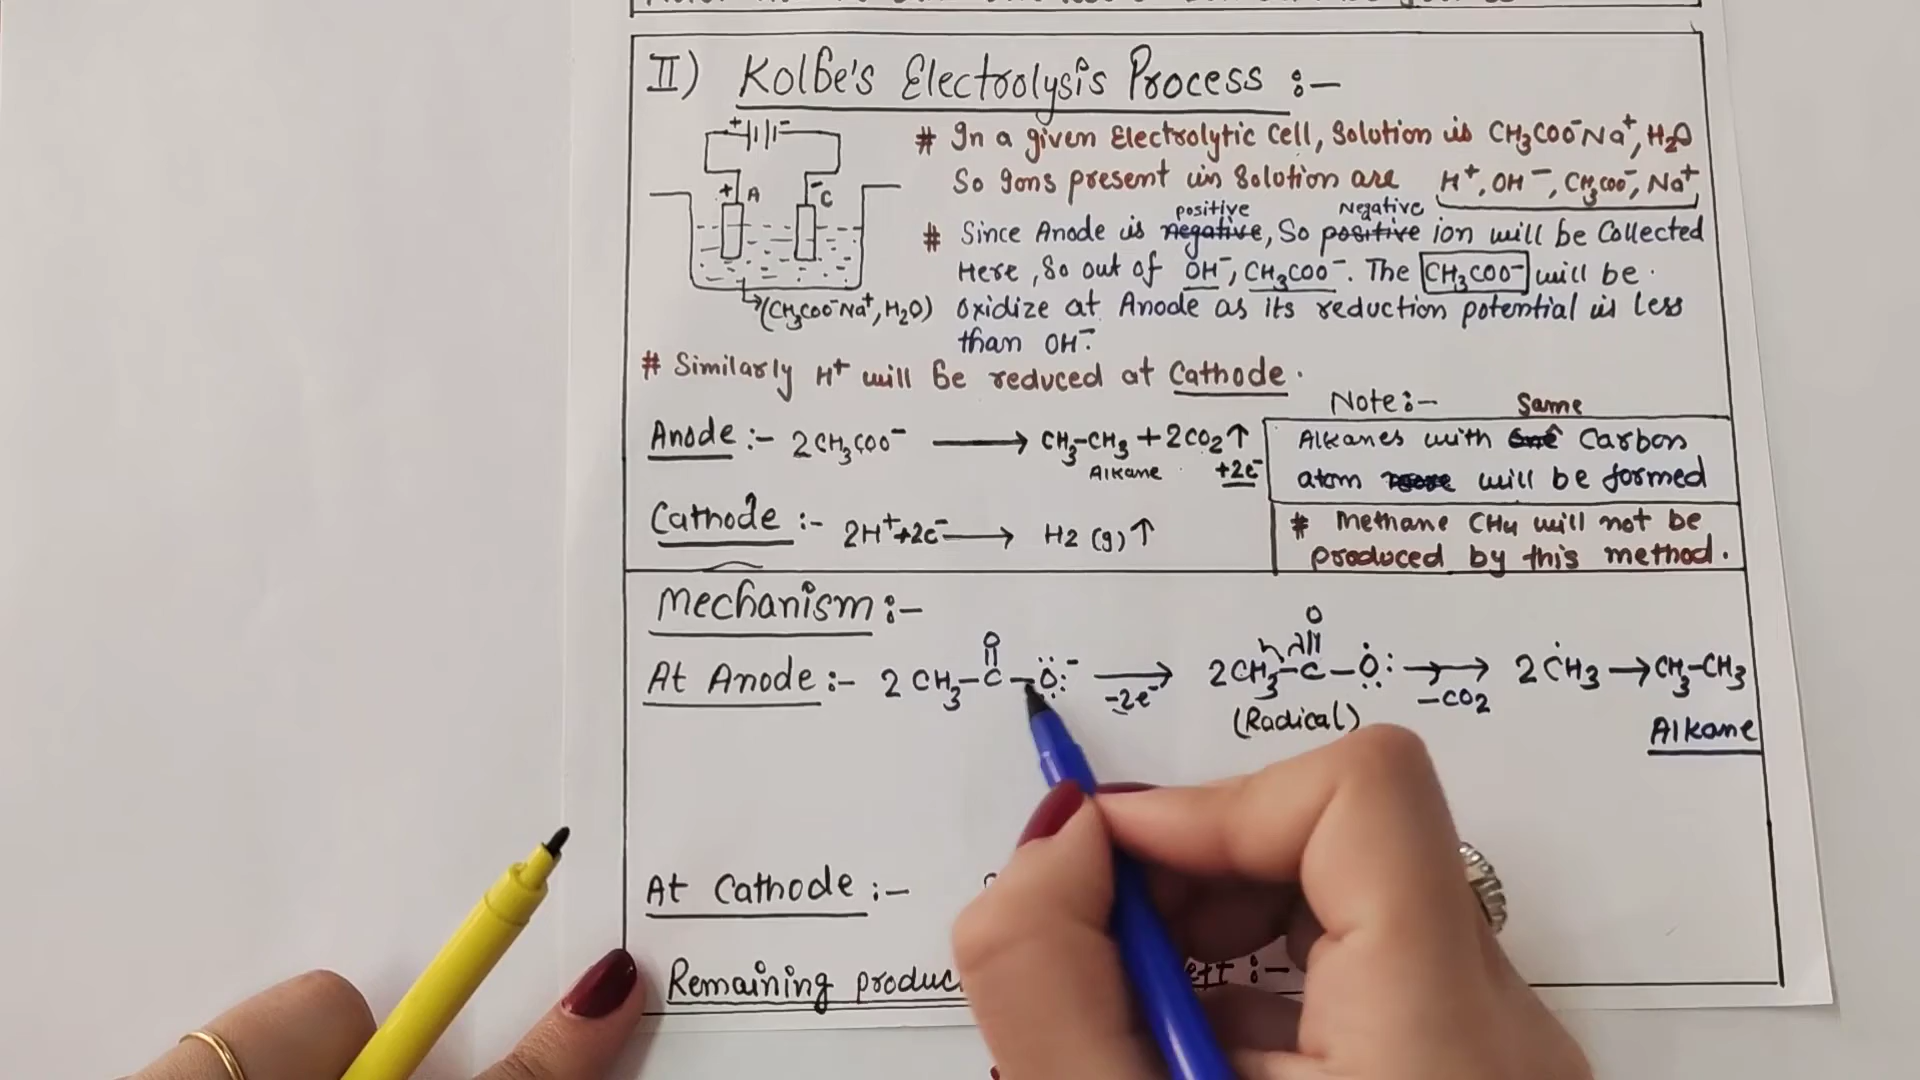 II) Kolbe's Electrolysis Process :-
# In a given Electrolytic Cell, Solution is CH3COO-Na+, H2O
So Ions present in Solution are H+, OH-, CH3COO-, Na+
positive Negative
# Since Anode is negative, So positive ion will be Collected
Here, So out of OH-, CH3COO-. The CH3COO- will be
oxidize at Anode as its reduction potential is less
than OH-.
+ -
+ A - C
(CH3COO-Na+, H2O)
# Similarly H+ will be reduced at Cathode.
Note:- Same
Anode :- 2CH3COO- → CH3-CH3 + 2CO2↑
Alkane +2e-
Alkanes with Carbon
atom will be formed
Cathode :- 2H+ +2e- → H2 (g)↑
# Methane CH4 will not be
produced by this method.
Mechanism :-
O O
At Anode :- 2 CH3-C-O:- → 2CH3-C-O: → 2ĊH3 → CH3-CH3
-2e- -CO2
(Radical) Alkane
At Cathode :-
Remaining :-